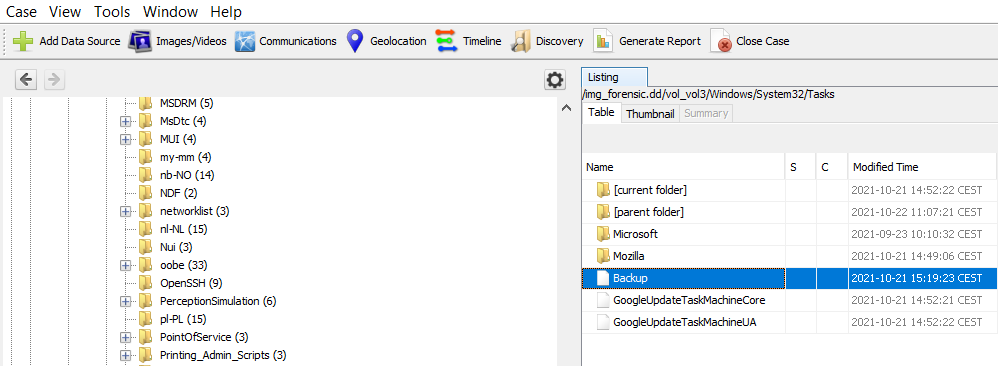 Case View Tools Window Help
Add Data Source Images/Videos Communications Geolocation Timeline Discovery Generate Report Close Case
Listing
/img_forensic.dd/vol_vol3/Windows/System32/Tasks
Table Thumbnail Summary
MSDRM (5)
MsDtc (4)
MUI (4)
my-mm (4)
nb-NO (14)
NDF (2)
networklist (3)
nl-NL (15)
Nui (3)
oobe (33)
OpenSSH (9)
PerceptionSimulation (6)
pl-PL (15)
PointOfService (3)
Printing_Admin_Scripts (3)
Name S C Modified Time
[current folder] 2021-10-21 14:52:22 CEST
[parent folder] 2021-10-22 11:07:21 CEST
Microsoft 2021-09-23 10:10:32 CEST
Mozilla 2021-10-21 14:49:06 CEST
Backup 2021-10-21 15:19:23 CEST
GoogleUpdateTaskMachineCore 2021-10-21 14:52:21 CEST
GoogleUpdateTaskMachineUA 2021-10-21 14:52:22 CEST